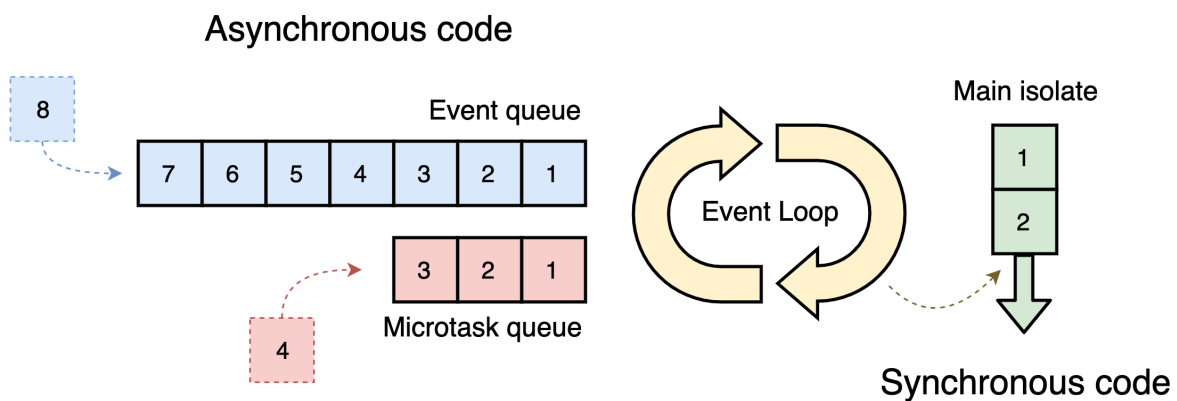 Asynchronous code
8
Event queue
7 6 5 4 3 2 1
3 2 1
Microtask queue
4
Event Loop
Main isolate
1
2
Synchronous code